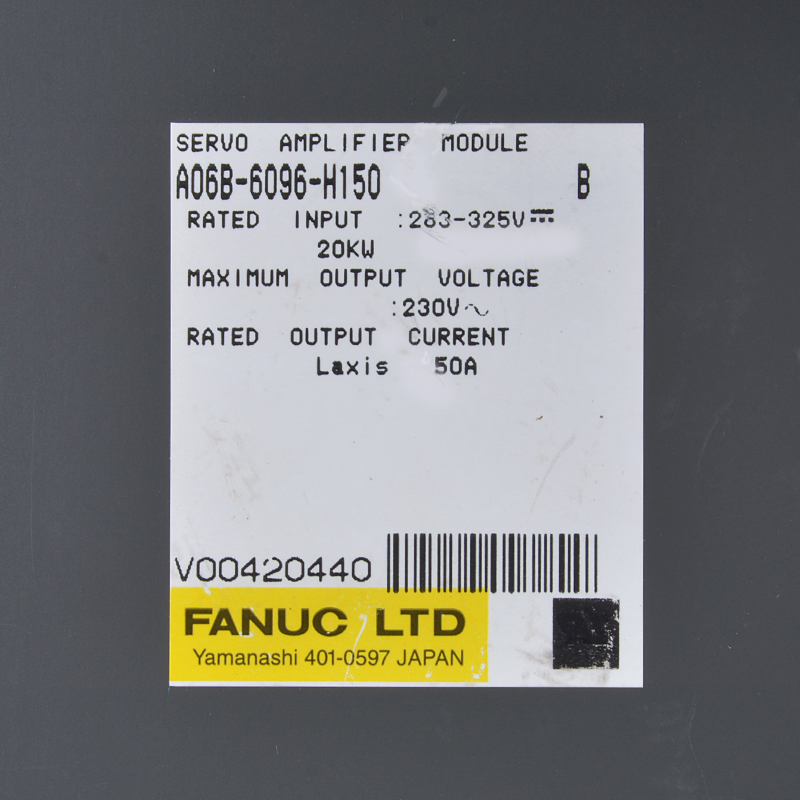 SERVO AMPLIFIER MODULE
A06B-6096-H150 B
RATED INPUT :283-325V⎓
20KW
MAXIMUM OUTPUT VOLTAGE
:230V～
RATED OUTPUT CURRENT
Laxis 50A
V00420440
FANUC LTD
Yamanashi 401-0597 JAPAN